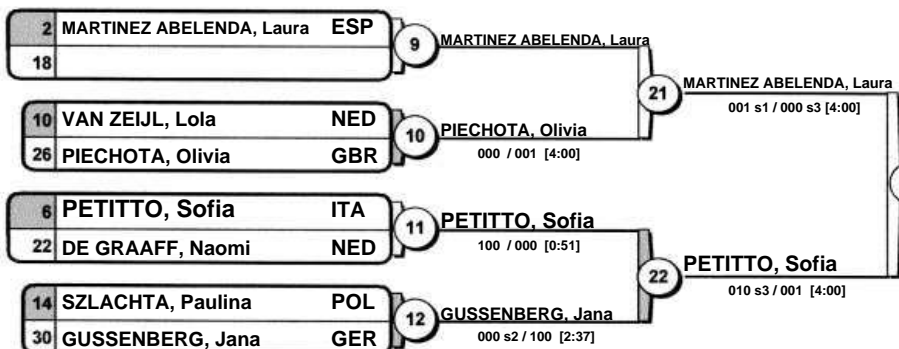 2 MARTINEZ ABELENDA, Laura ESP
18
9
MARTINEZ ABELENDA, Laura
10 VAN ZEIJL, Lola NED
26 PIECHOTA, Olivia GBR
10
PIECHOTA, Olivia
000 / 001 [4:00]
21
MARTINEZ ABELENDA, Laura
001 s1 / 000 s3 [4:00]
6 PETITTO, Sofia ITA
22 DE GRAAFF, Naomi NED
11
PETITTO, Sofia
100 / 000 [0:51]
14 SZLACHTA, Paulina POL
30 GUSSENBERG, Jana GER
12
GUSSENBERG, Jana
000 s2 / 100 [2:37]
22
PETITTO, Sofia
010 s3 / 001 [4:00]